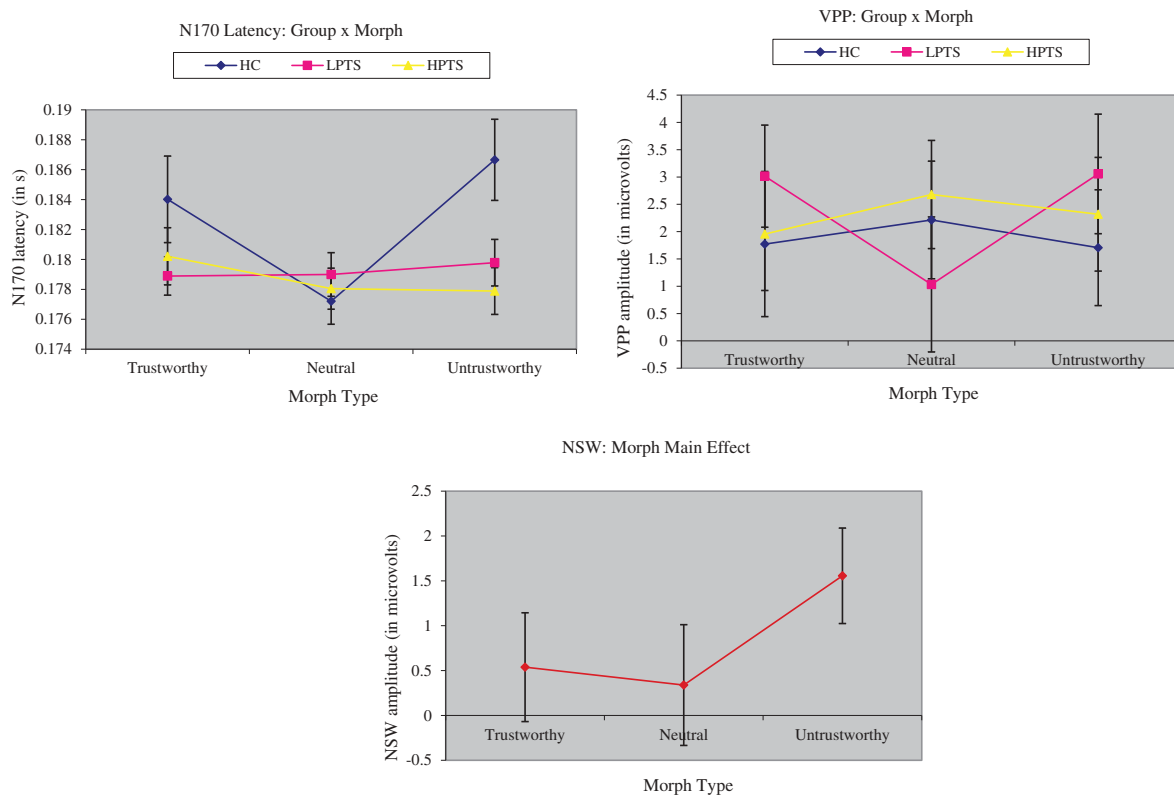 N170 Latency: Group x Morph
HC LPTS HPTS
0.19
0.188
0.186
0.184
0.182
0.18
0.178
0.176
0.174
N170 latency (in s)
Trustworthy Neutral Untrustworthy
Morph Type
VPP: Group x Morph
HC LPTS HPTS
4.5
4
3.5
3
2.5
2
1.5
1
0.5
0
-0.5
VPP amplitude (in microvolts)
Trustworthy Neutral Untrustworthy
Morph Type
NSW: Morph Main Effect
2.5
2
1.5
1
0.5
0
-0.5
NSW amplitude (in microvolts)
Trustworthy Neutral Untrustworthy
Morph Type